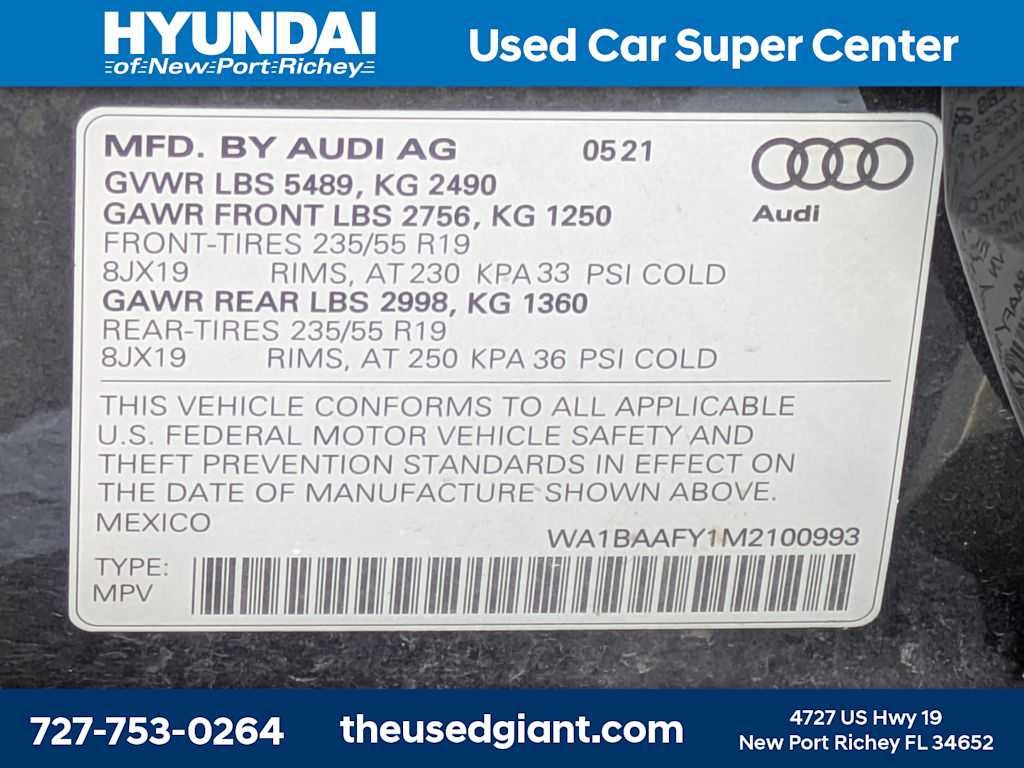 HYUNDAI
of New Port Richey
Used Car Super Center
MFD. BY AUDI AG 0521
GVWR LBS 5489, KG 2490
GAWR FRONT LBS 2756, KG 1250
Audi
FRONT-TIRES 235/55 R19
8JX19 RIMS, AT 230 KPA 33 PSI COLD
GAWR REAR LBS 2998, KG 1360
REAR-TIRES 235/55 R19
8JX19 RIMS, AT 250 KPA 36 PSI COLD
THIS VEHICLE CONFORMS TO ALL APPLICABLE
U.S. FEDERAL MOTOR VEHICLE SAFETY AND
THEFT PREVENTION STANDARDS IN EFFECT ON
THE DATE OF MANUFACTURE SHOWN ABOVE.
MEXICO
WA1BAAFY1M2100993
TYPE:
MPV
727-753-0264
theusedgiant.com
4727 US Hwy 19
New Port Richey FL 34652